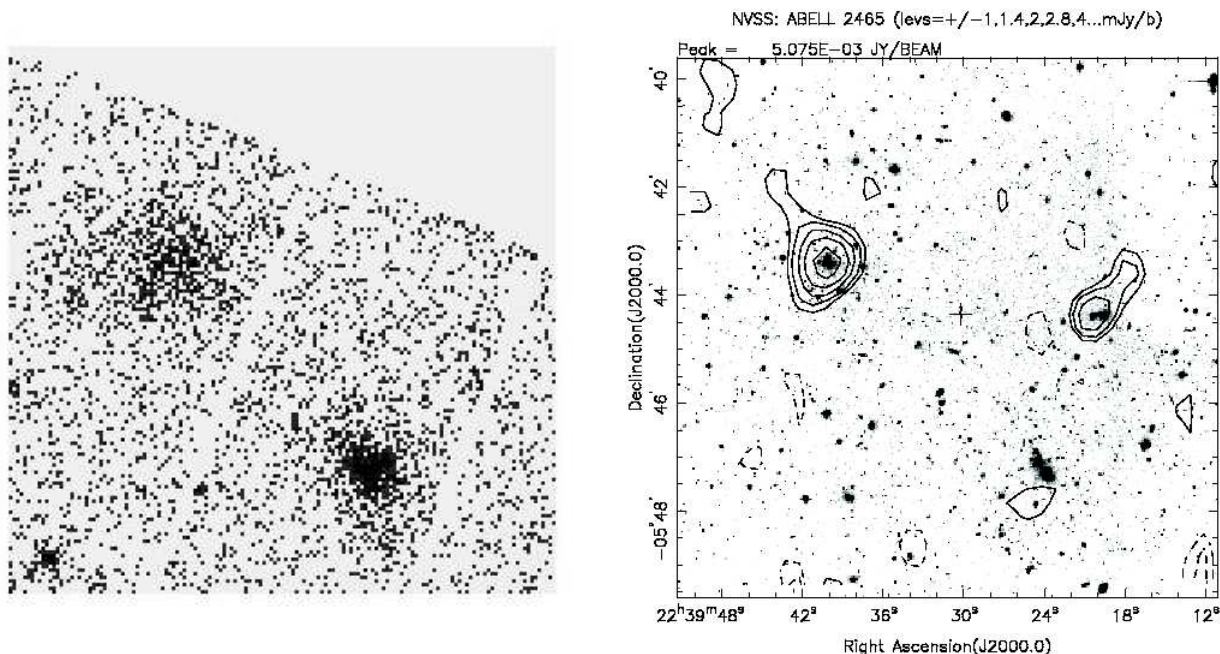 NVSS: ABELL 2465 (levs=+/-1,1.4,2,2.8,4...mJy/b)
Peak = 5.075E-03 JY/BEAM
40'
42'
44'
46'
-05°48'
Declination(J2000.0)
22ʰ39ᵐ48ˢ 42ˢ 36ˢ 30ˢ 24ˢ 18ˢ 12ˢ
Right Ascension(J2000.0)